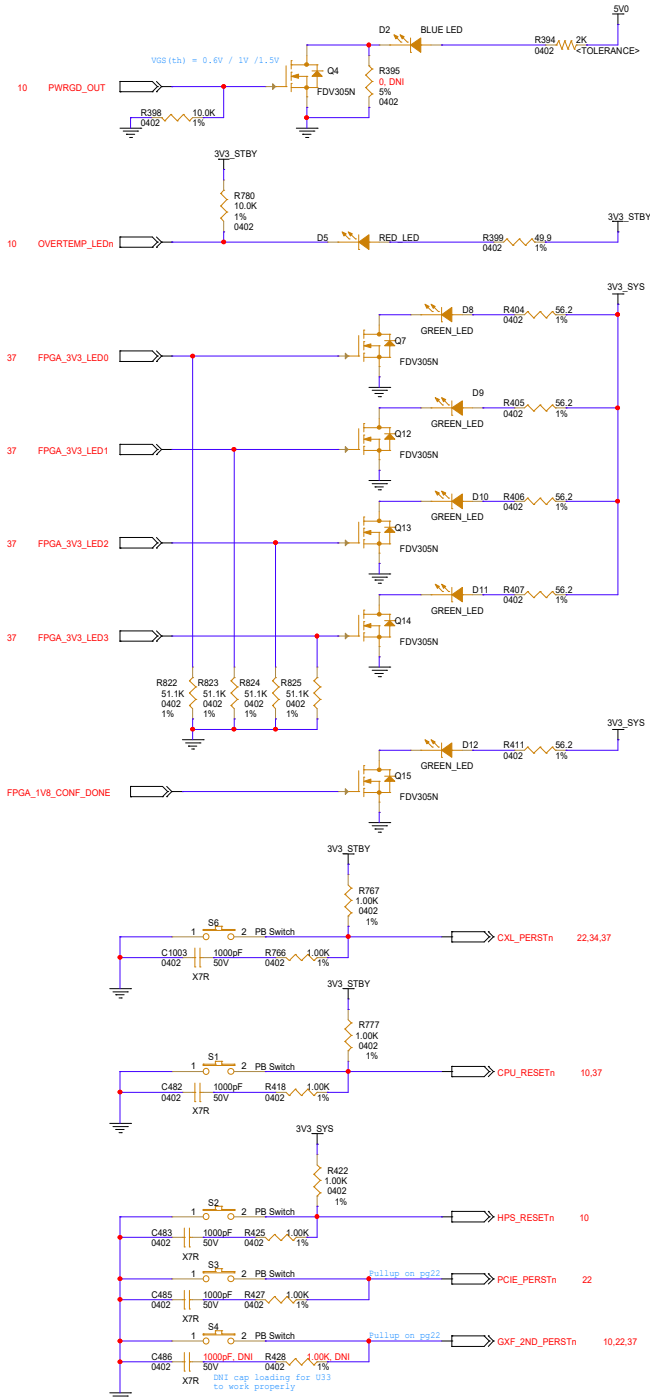 5V0
D2 BLUE LED
R394 2K
0402 <TOLERANCE>
VGS(th) = 0.6V / 1V /1.5V
Q4
FDV305N
R395
0, DNI
5%
0402
10 PWRGD_OUT
R398 10.0K
0402 1%
3V3_STBY
R780
10.0K
1%
0402
3V3_STBY
10 OVERTEMP_LEDn
D5 RED_LED
R399 49.9
0402 1%
3V3_SYS
D8
GREEN_LED
R404 56.2
0402 1%
37 FPGA_3V3_LED0
Q7
FDV305N
D9
GREEN_LED
R405 56.2
0402 1%
37 FPGA_3V3_LED1
Q12
FDV305N
D10
GREEN_LED
R406 56.2
0402 1%
37 FPGA_3V3_LED2
Q13
FDV305N
D11
GREEN_LED
R407 56.2
0402 1%
37 FPGA_3V3_LED3
Q14
FDV305N
R822 R823 R824 R825
51.1K 51.1K 51.1K 51.1K
0402 0402 0402 0402
1% 1% 1% 1%
3V3_SYS
D12
GREEN_LED
R411 56.2
0402 1%
FPGA_1V8_CONF_DONE
Q15
FDV305N
3V3_STBY
R767
1.00K
0402
1%
S6
1 2 PB Switch
CXL_PERSTn 22,34,37
C1003 1000pF R766 1.00K
0402 50V 0402 1%
X7R
3V3_STBY
R777
1.00K
0402
1%
S1
1 2 PB Switch
CPU_RESETn 10,37
C482 1000pF R418 1.00K
0402 50V 0402 1%
X7R
3V3_SYS
R422
1.00K
0402
1%
S2
1 2 PB Switch
HPS_RESETn 10
C483 1000pF R425 1.00K
0402 50V 0402 1%
X7R
S3
1 2 PB Switch
Pullup on pg22
PCIE_PERSTn 22
C485 1000pF R427 1.00K
0402 50V 0402 1%
X7R
S4
1 2 PB Switch
Pullup on pg22
GXF_2ND_PERSTn 10,22,37
C486 1000pF, DNI 1.00K, DNI
0402 50V R428 1%
X7R 0402
DNI cap loading for U33
to work properly